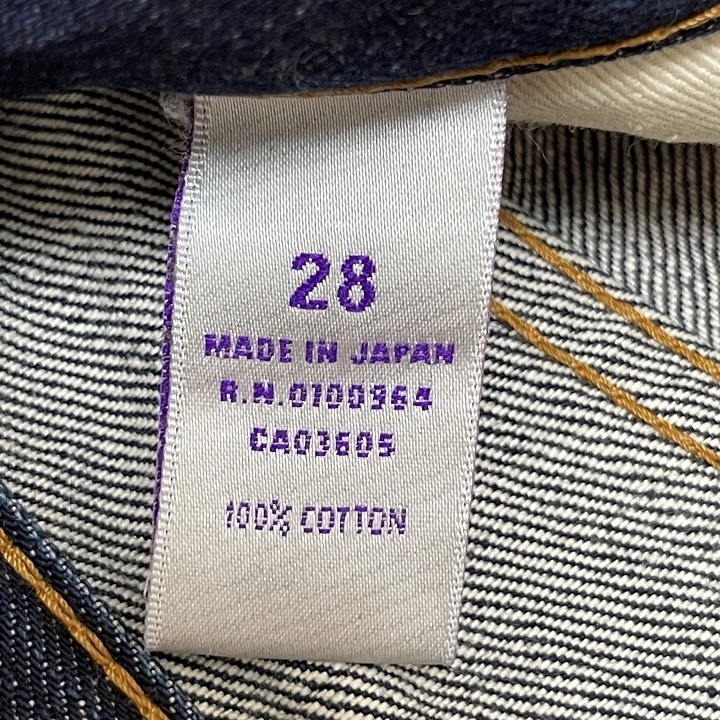 28
MADE IN JAPAN
R.N.0100964
CA03605
100% COTTON